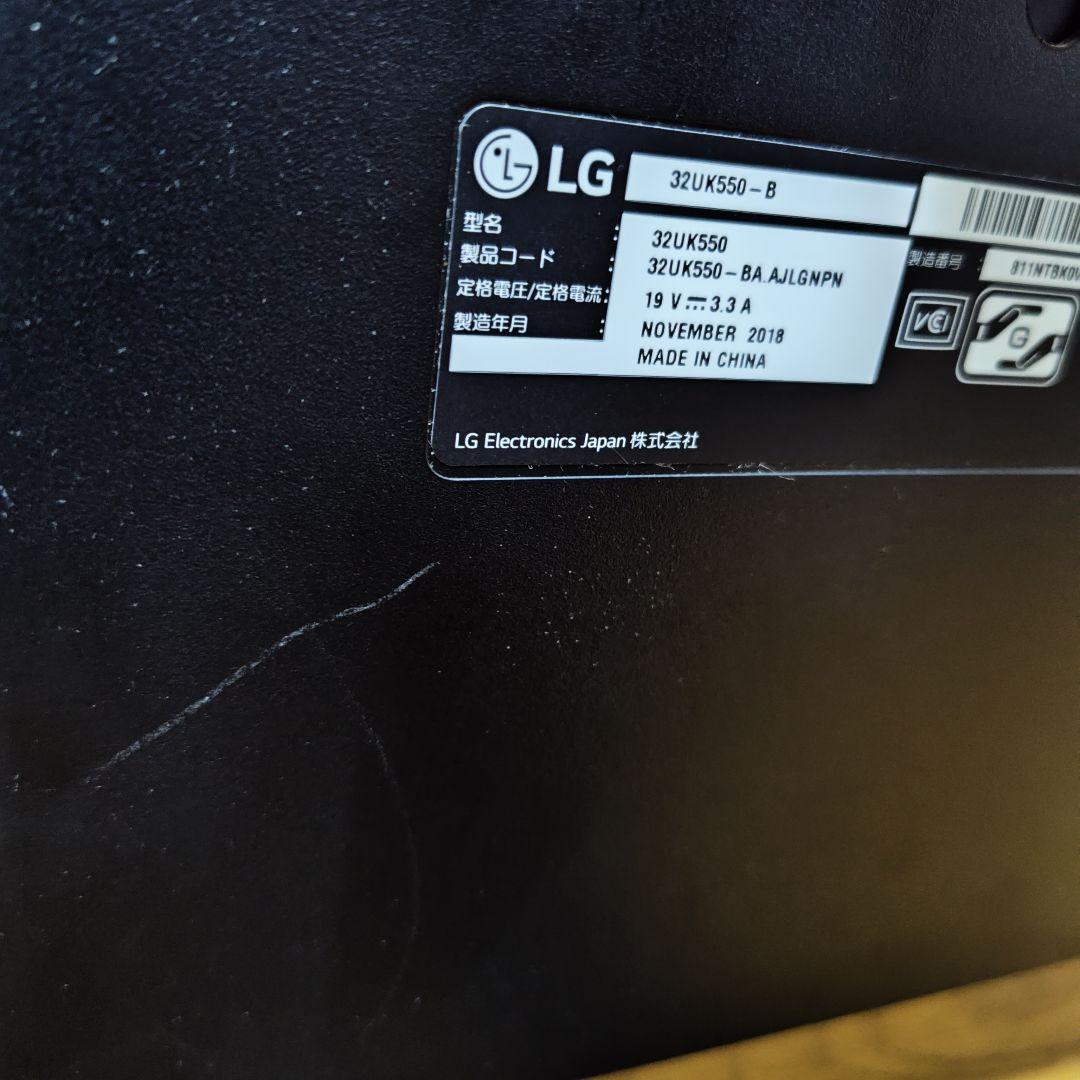 LG 32UK550-B
型名 : 32UK550
製品コード : 32UK550-BA.AJLGNPN
定格電圧/定格電流: 19 V⎓3.3 A
製造年月 : NOVEMBER 2018
MADE IN CHINA
製造番号 :
LG Electronics Japan 株式会社